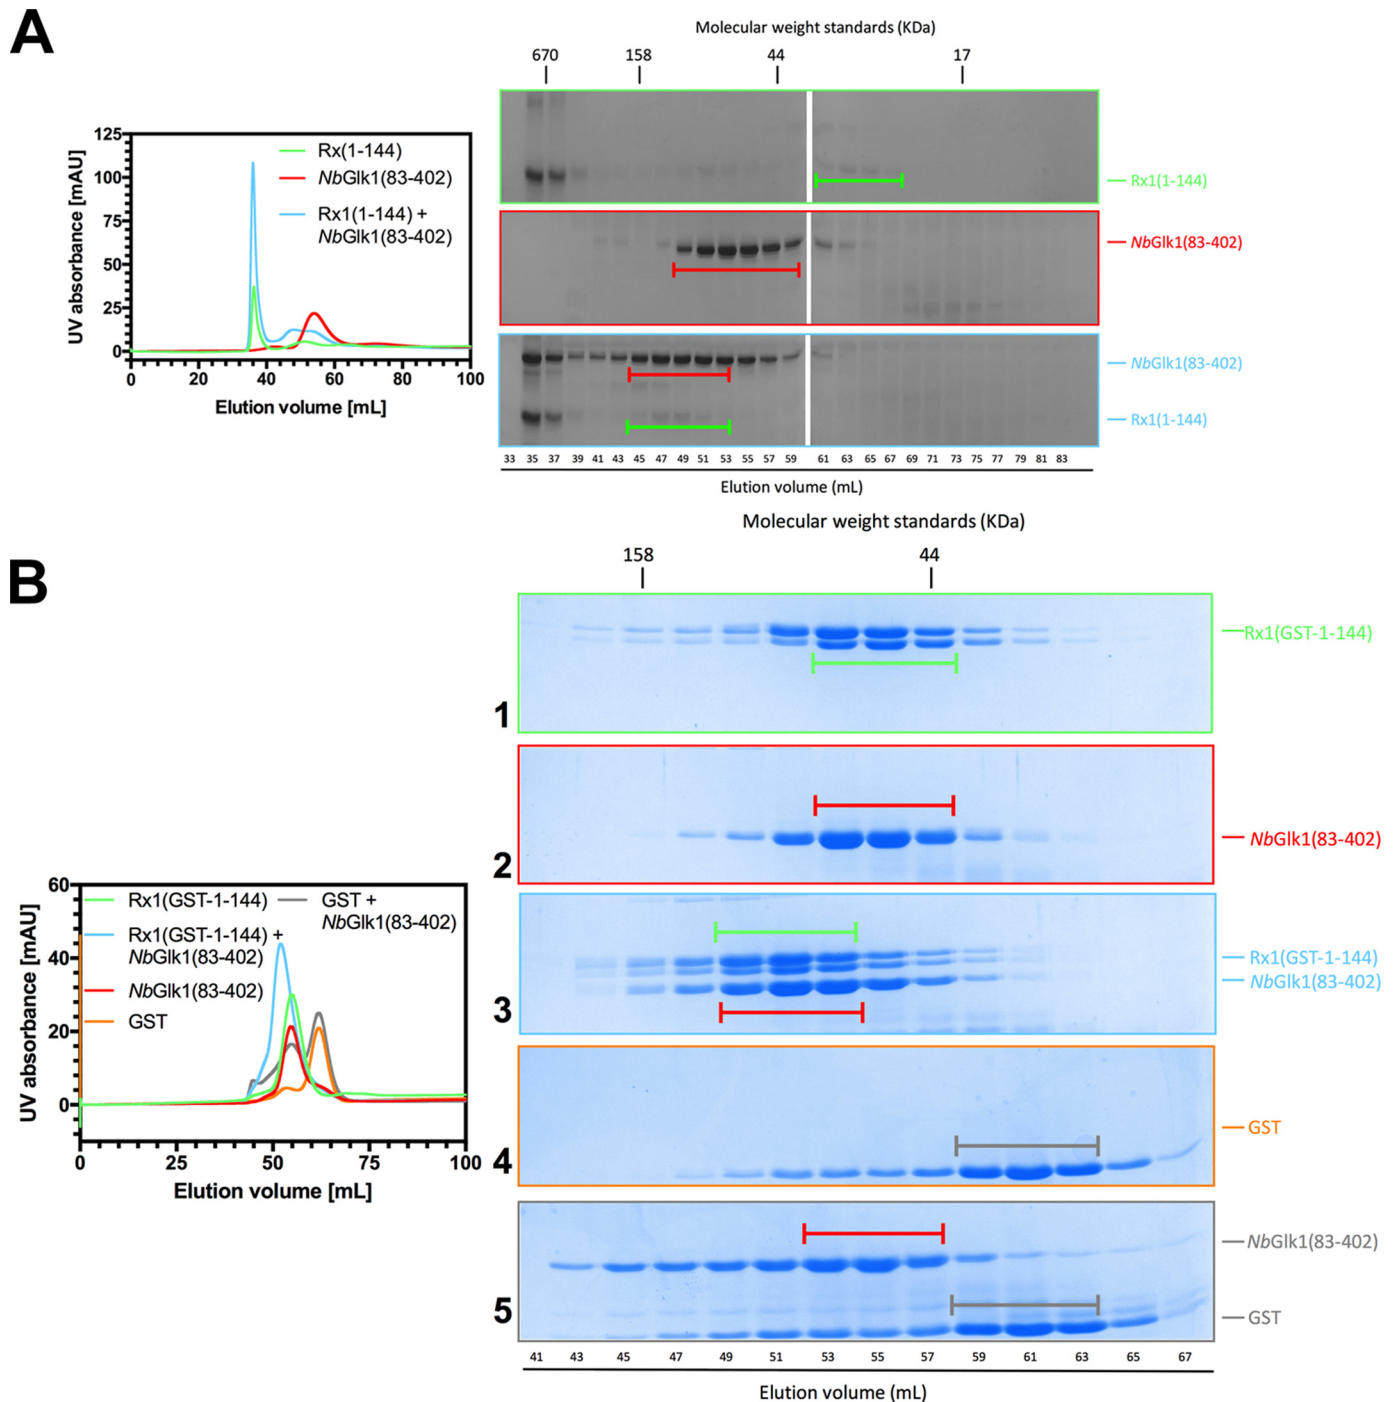 A
Molecular weight standards (KDa)
670 158 44 17
125
100
75
50
25
0
UV absorbance [mAU]
Rx(1-144)
NbGlk1(83-402)
Rx1(1-144) +
NbGlk1(83-402)
0 20 40 60 80 100
Elution volume [mL]
Rx1(1-144)
NbGlk1(83-402)
NbGlk1(83-402)
Rx1(1-144)
33 35 37 39 41 43 45 47 49 51 53 55 57 59 61 63 65 67 69 71 73 75 77 79 81 83
Elution volume (mL)
B
Molecular weight standards (KDa)
158 44
1
Rx1(GST-1-144)
2
NbGlk1(83-402)
60
40
20
0
UV absorbance [mAU]
Rx1(GST-1-144)
Rx1(GST-1-144) +
NbGlk1(83-402)
NbGlk1(83-402)
GST
GST +
NbGlk1(83-402)
0 25 50 75 100
Elution volume [mL]
3
Rx1(GST-1-144)
NbGlk1(83-402)
4
GST
5
NbGlk1(83-402)
GST
41 43 45 47 49 51 53 55 57 59 61 63 65 67
Elution volume (mL)